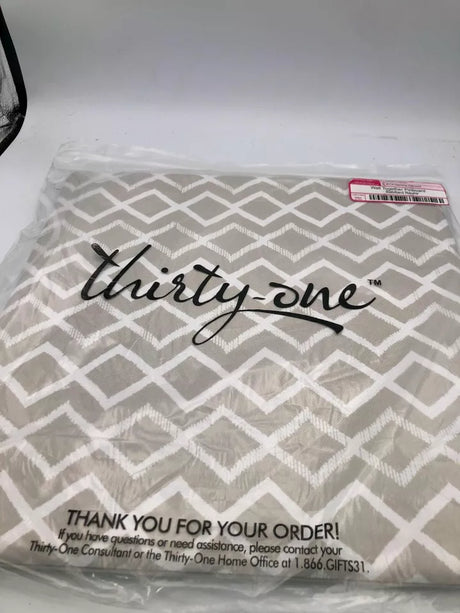 thirty-one™
THANK YOU FOR YOUR ORDER!
If you have questions or need assistance, please contact your
Thirty-One Consultant or the Thirty-One Home Office at 1.866.GIFTS31.